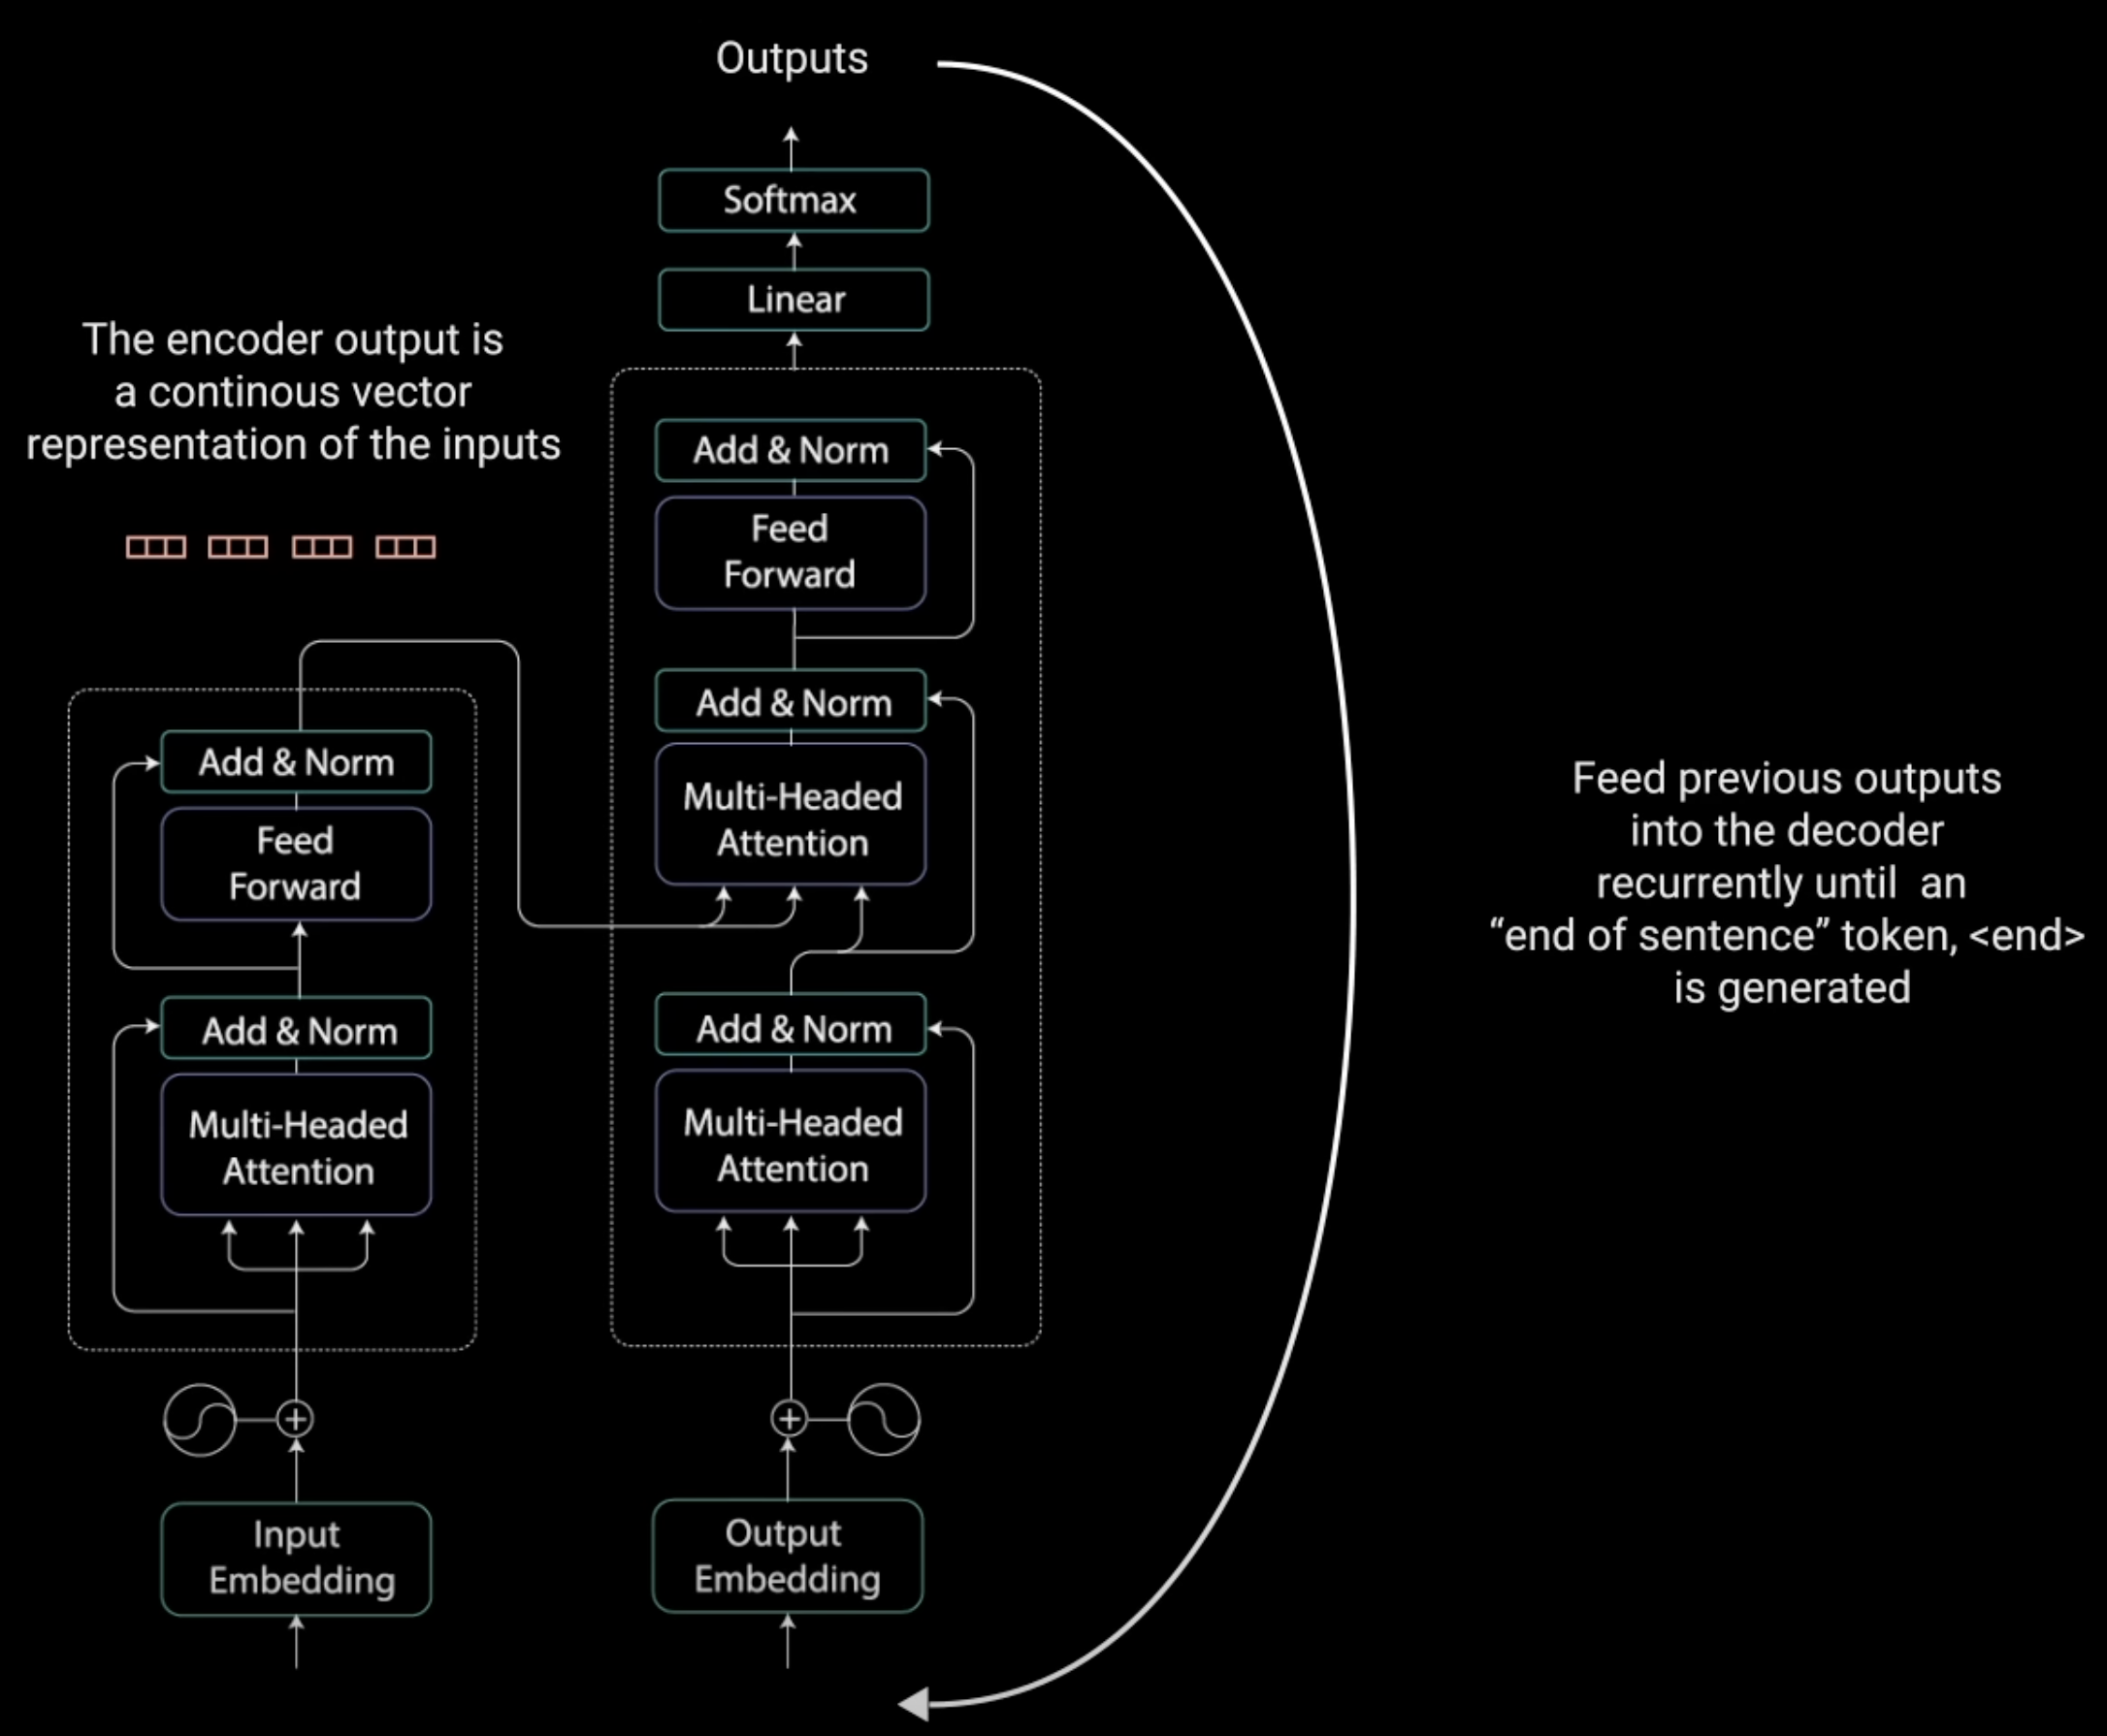 Outputs
Softmax
Linear
The encoder output is
a continous vector
representation of the inputs
Add & Norm
Feed
Forward
Add & Norm
Multi-Headed
Attention
Add & Norm
Multi-Headed
Attention
Add & Norm
Feed
Forward
Add & Norm
Multi-Headed
Attention
Input
Embedding
Output
Embedding
Feed previous outputs
into the decoder
recurrently until an
“end of sentence” token, <end>
is generated